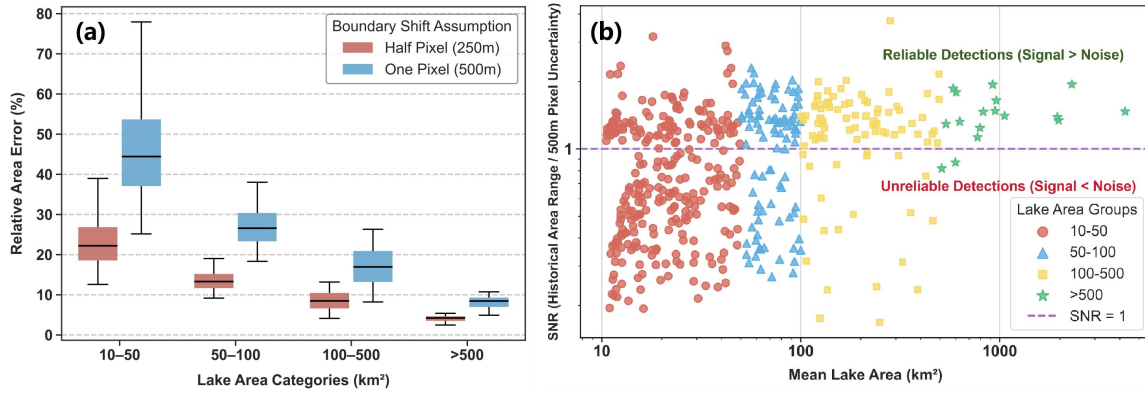 (a)
Boundary Shift Assumption
Half Pixel (250m)
One Pixel (500m)
Relative Area Error (%)
80
70
60
50
40
30
20
10
0
10–50
50–100
100–500
>500
Lake Area Categories (km²)
(b)
SNR (Historical Area Range / 500m Pixel Uncertainty)
1
Reliable Detections (Signal > Noise)
Unreliable Detections (Signal < Noise)
Lake Area Groups
10-50
50-100
100-500
>500
SNR = 1
10
100
1000
Mean Lake Area (km²)